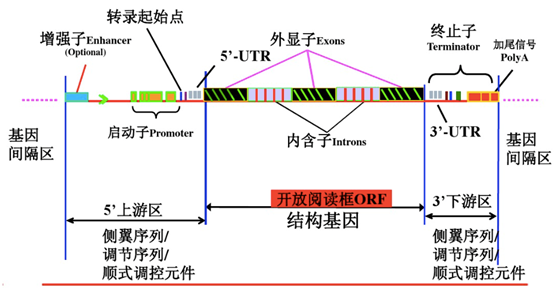 增强子Enhancer
(Optional)
转录起始点
5’-UTR
外显子Exons
终止子
Terminator
加尾信号
PolyA
启动子Promoter
内含子Introns
3’-UTR
基因
间隔区
基因
间隔区
开放阅读框ORF
结构基因
5’上游区
3’下游区
侧翼序列/
调节序列/
顺式调控元件
侧翼序列/
调节序列/
顺式调控元件